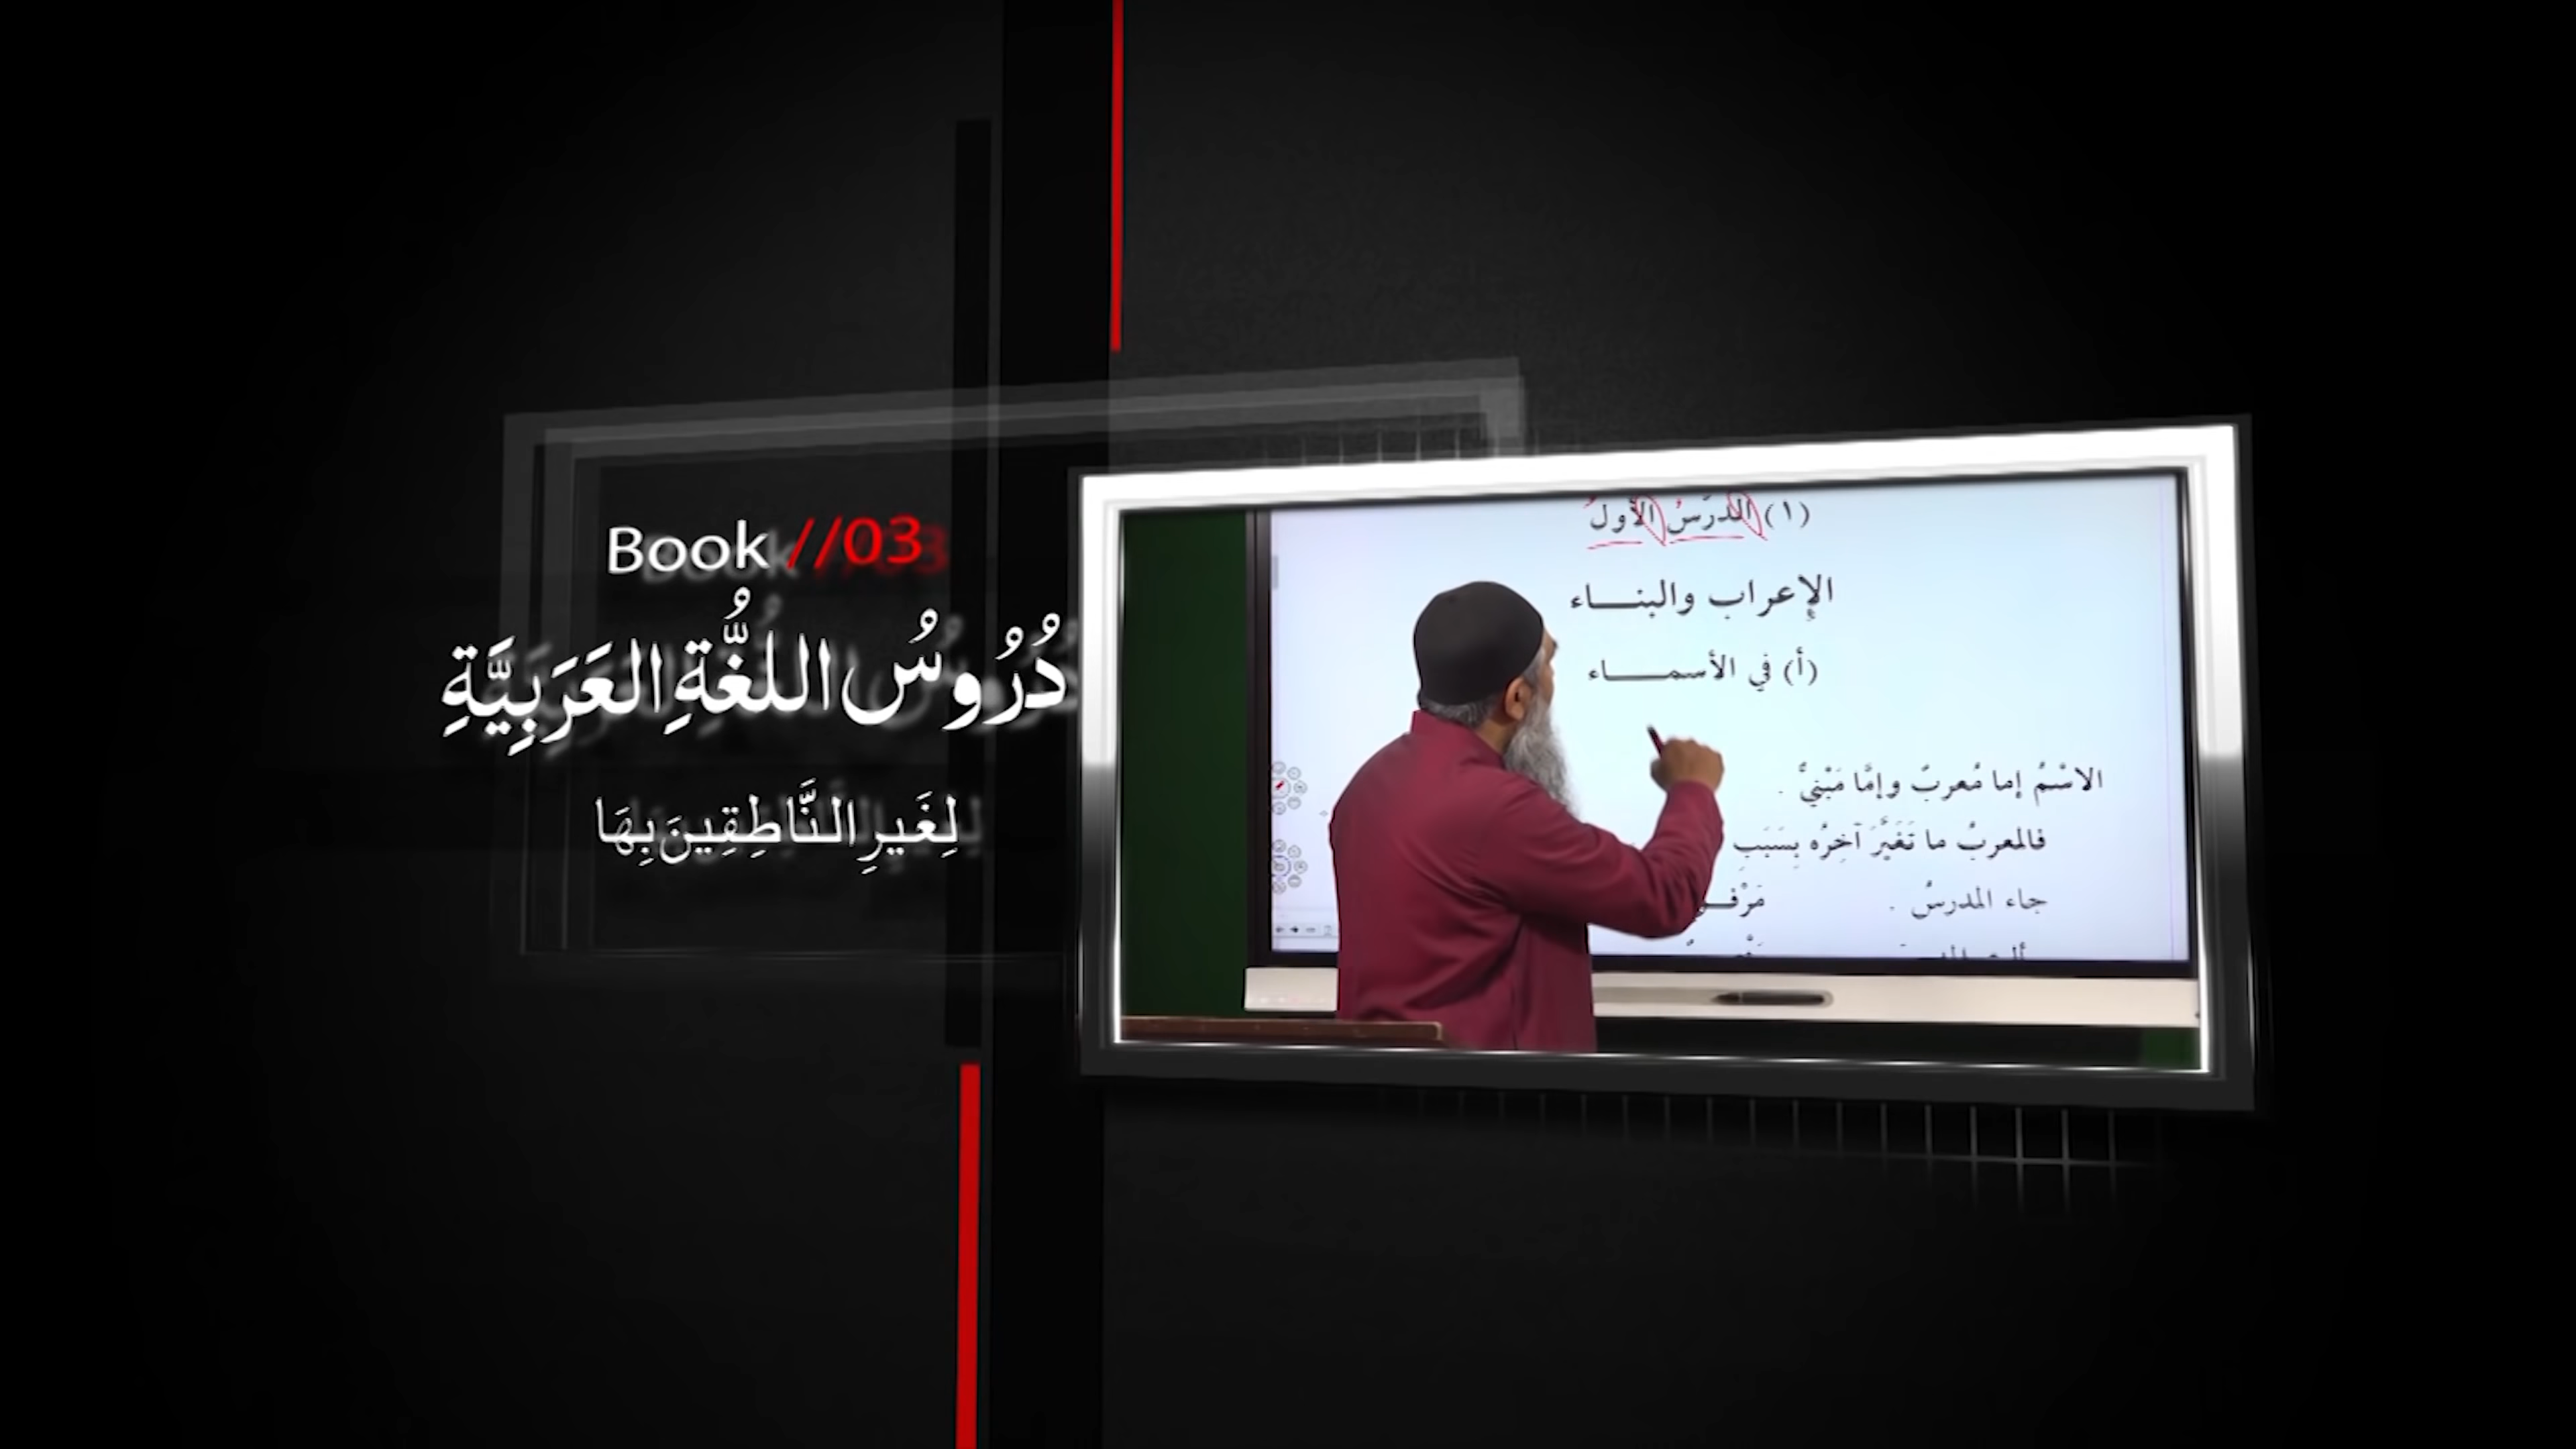 Book //03
دُرُوسُ اللُّغَةِ العَرَبِيَّةِ
لِغَيرِ النَّاطِقِينَ بِهَا
(١) الدرسُ الأولُ
الإعراب والبنـــاء
(أ) في الأسمـــــاء
الاسْمُ إما مُعربٌ وإمَّا مَبْنِيٌّ .
فالمعربُ ما تَغَيَّرَ آخِرُه بِسَبَبِ
جاء المدرسُ .